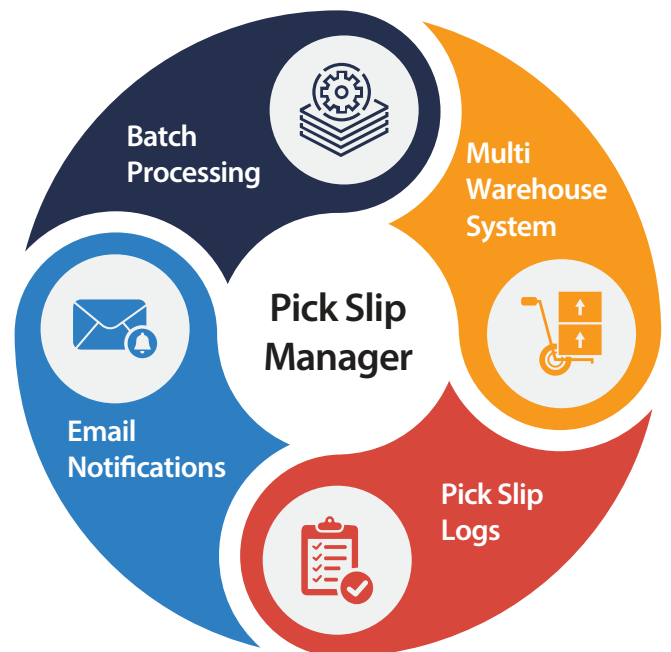 Batch
Processing
Multi
Warehouse
System
Pick Slip
Manager
Email
Notifications
Pick Slip
Logs